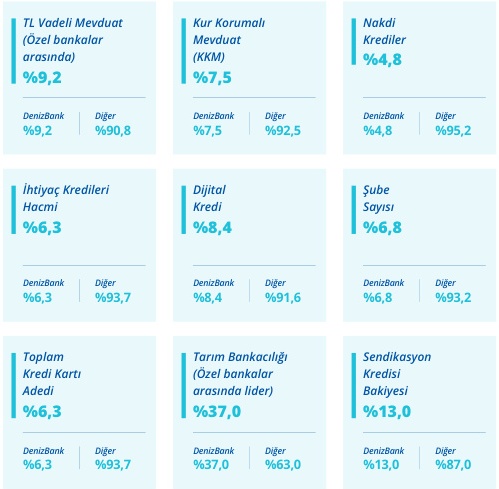 TL Vadeli Mevduat
(Özel bankalar
arasında)
%9,2
DenizBank
Diğer
%9,2
%90,8
Kur Korumalı
Mevduat
(KKM)
%7,5
DenizBank
Diğer
%7,5
%92,5
Nakdi
Krediler
%4,8
DenizBank
Diğer
%4,8
%95,2
İhtiyaç Kredileri
Hacmi
%6,3
DenizBank
Diğer
%6,3
%93,7
Dijital
Kredi
%8,4
DenizBank
Diğer
%8,4
%91,6
Şube
Sayısı
%6,8
DenizBank
Diğer
%6,8
%93,2
Toplam
Kredi Kartı
Adedi
%6,3
DenizBank
Diğer
%6,3
%93,7
Tarım Bankacılığı
(Özel bankalar
arasında lider)
%37,0
DenizBank
Diğer
%37,0
%63,0
Sendikasyon
Kredisi
Bakiyesi
%13,0
DenizBank
Diğer
%13,0
%87,0